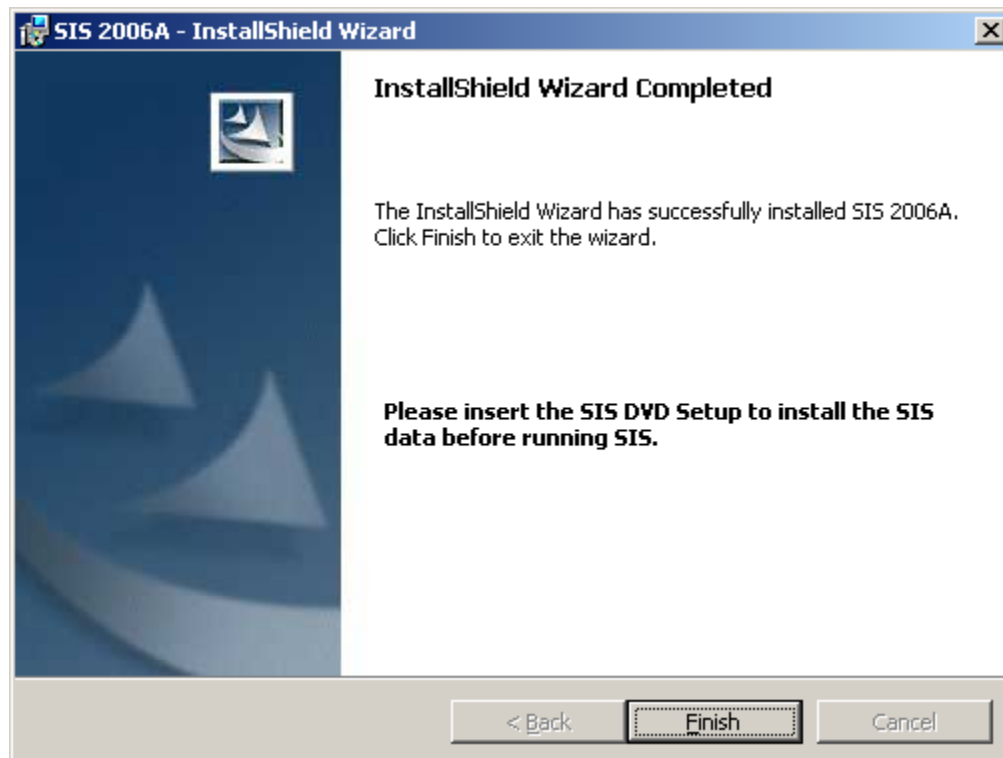 SIS 2006A - InstallShield Wizard
InstallShield Wizard Completed
The InstallShield Wizard has successfully installed SIS 2006A.
Click Finish to exit the wizard.
Please insert the SIS DVD Setup to install the SIS
data before running SIS.
< Back
Finish
Cancel